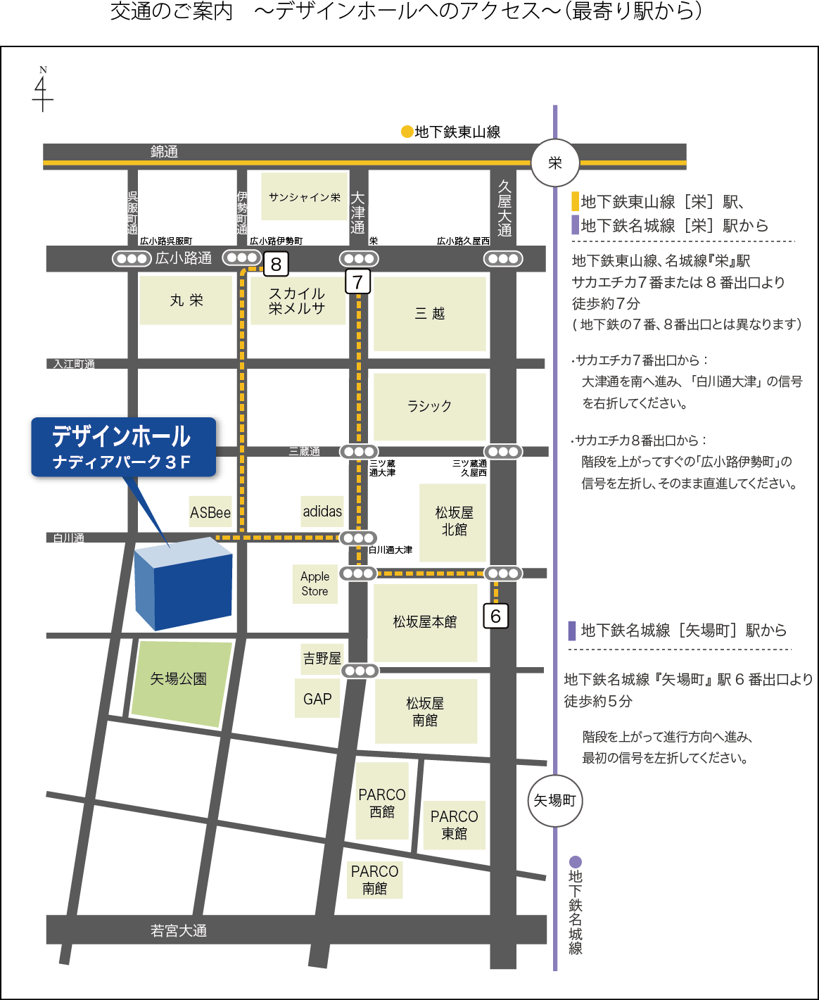 交通のご案内　～デザインホールへのアクセス～（最寄り駅から）
N
●地下鉄東山線
錦通
栄
呉服町通
伊勢町通
サンシャイン栄
大津通
久屋大通
広小路呉服町
広小路伊勢町
栄
広小路久屋西
広小路通
8
7
丸 栄
スカイル
栄メルサ
三 越
入江町通
ラシック
デザインホール
ナディアパーク３Ｆ
三蔵通
三ツ蔵
通大津
三ツ蔵通
久屋西
ASBee
adidas
松坂屋
北館
白川通
白川通大津
Apple
Store
松坂屋本館
6
吉野屋
矢場公園
GAP
松坂屋
南館
PARCO
西館
PARCO
東館
PARCO
南館
若宮大通
地下鉄東山線［栄］駅、
地下鉄名城線［栄］駅から
地下鉄東山線、名城線『栄』駅
サカエチカ７番または８番出口より
徒歩約７分
(地下鉄の７番、８番出口とは異なります）
・サカエチカ７番出口から：
大津通を南へ進み、「白川通大津」の信号
を右折してください。
・サカエチカ８番出口から：
階段を上がってすぐの「広小路伊勢町」の
信号を左折し、そのまま直進してください。
地下鉄名城線［矢場町］駅から
地下鉄名城線『矢場町』駅６番出口より
徒歩約５分
階段を上がって進行方向へ進み、
最初の信号を左折してください。
矢場町
●地下鉄名城線